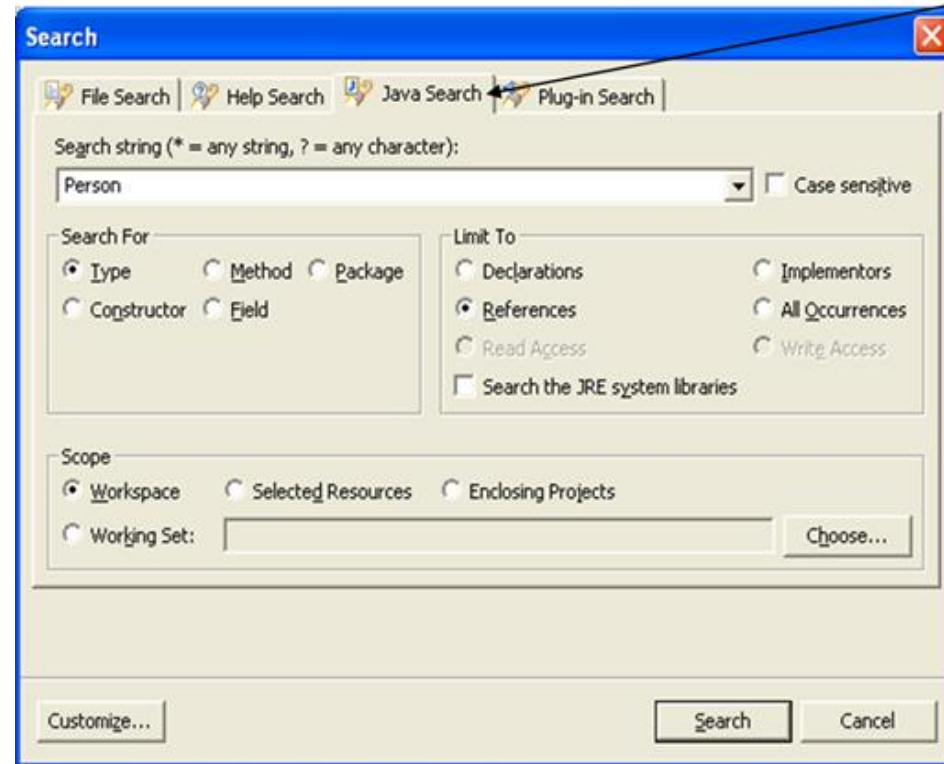 Search
File Search Help Search Java Search Plug-in Search
Search string (* = any string, ? = any character):
Person Case sensitive
Search For
Type Method Package
Constructor Field
Limit To
Declarations Implementors
References All Occurrences
Read Access Write Access
Search the JRE system libraries
Scope
Workspace Selected Resources Enclosing Projects
Working Set: Choose...
Customize... Search Cancel